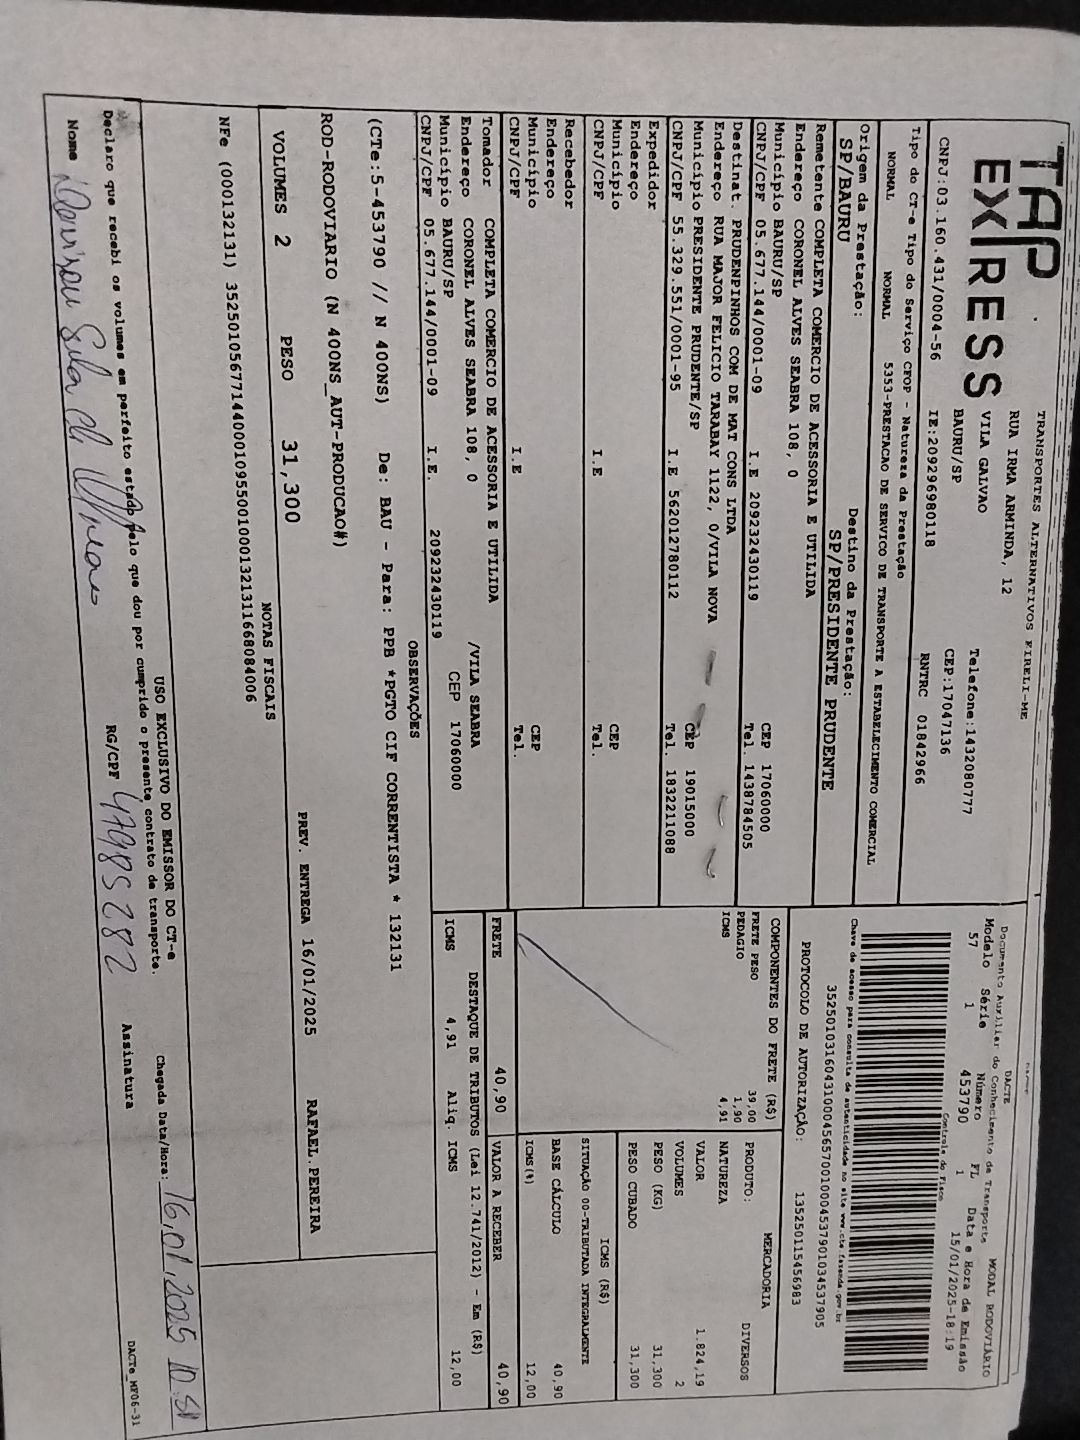 TAP
EXPRESS
TRANSPORTES ALTERNATIVOS FIRELI-ME
RUA IRMA ARMINDA, 12
VILA GALVAO
BAURU/SP
Telefone:1432080777
CEP:17047136
CNPJ:03.160.431/0004-56
IE:209296980118
RNTRC 01842966
Tipo do CT-e Tipo do Serviço CFOP - Natureza da Prestação
NORMAL NORMAL 5353-PRESTACAO DE SERVICO DE TRANSPORTE A ESTABELECIMENTO COMERCIAL
Origem da Prestação: Destino da Prestação:
SP/BAURU SP/PRESIDENTE PRUDENTE
Remetente COMPLETA COMERCIO DE ACESSORIA E UTILIDA
Endereço CORONEL ALVES SEABRA 108, 0
Município BAURU/SP CEP 17060000
CNPJ/CPF 05.677.144/0001-09 I.E 209232430119 Tel. 1438784505
Destinat. PRUDENPINHOS COM DE MAT CONS LTDA
Endereço RUA MAJOR FELICIO TARABAY 1122, 0/VILA NOVA
Município PRESIDENTE PRUDENTE/SP CEP 19015000
CNPJ/CPF 55.329.551/0001-95 I.E 562012780112 Tel. 1832211088
Expedidor
Endereço
Município CEP
CNPJ/CPF I.E Tel.
Recebedor
Endereço
Município CEP
CNPJ/CPF I.E Tel.
Tomador COMPLETA COMERCIO DE ACESSORIA E UTILIDA
Endereço CORONEL ALVES SEABRA 108, 0 /VILA SEABRA
Município BAURU/SP CEP 17060000
CNPJ/CPF 05.677.144/0001-09 I.E. 209232430119
DACTE
Documento Auxiliar do Conhecimento de Transporte MODAL RODOVIÁRIO
Modelo Série Número FL Data e Hora de Emissão
57 1 453790 1 15/01/2025-18:19
Controle do Fisco
Chave de acesso para consulta de autenticidade no site www.cte.fazenda.gov.br
35250103160431000456570010004537901034537905
PROTOCOLO DE AUTORIZAÇÃO: 135250115456983
COMPONENTES DO FRETE (R$)
FRETE PESO 39,00
PEDAGIO 1,90
ICMS 4,91
MERCADORIA
PRODUTO: DIVERSOS
NATUREZA
VALOR 1.824,19
VOLUMES 2
PESO (KG) 31,300
PESO CUBADO 31,300
ICMS (R$)
SITUAÇÃO 00-TRIBUTADA INTEGRALMENTE
BASE CÁLCULO 40,90
ICMS(%) 12,00
FRETE 40,90 VALOR A RECEBER 40,90
DESTAQUE DE TRIBUTOS (Lei 12.741/2012) - Em (R$)
ICMS 4,91 Aliq. ICMS 12,00
OBSERVAÇÕES
(CTe:5-453790 // N 400NS) De: BAU - Para: PPB *PGTO CIF CORRENTISTA * 132131
ROD-RODOVIARIO (N 400NS_AUT-PRODUCAO#)
VOLUMES 2 PESO 31,300 PREV. ENTREGA 16/01/2025 RAFAEL.PEREIRA
NOTAS FISCAIS
NFe (000132131) 35250105677144000109550010001321311668084006
USO EXCLUSIVO DO EMISSOR DO CT-e
Chegada Data/Hora: 16,01,2025
Declaro que recebi os volumes em perfeito estado pelo que dou por cumprido o presente contrato de transporte.
Nome RG/CPF Assinatura
DACTe_MF06-31